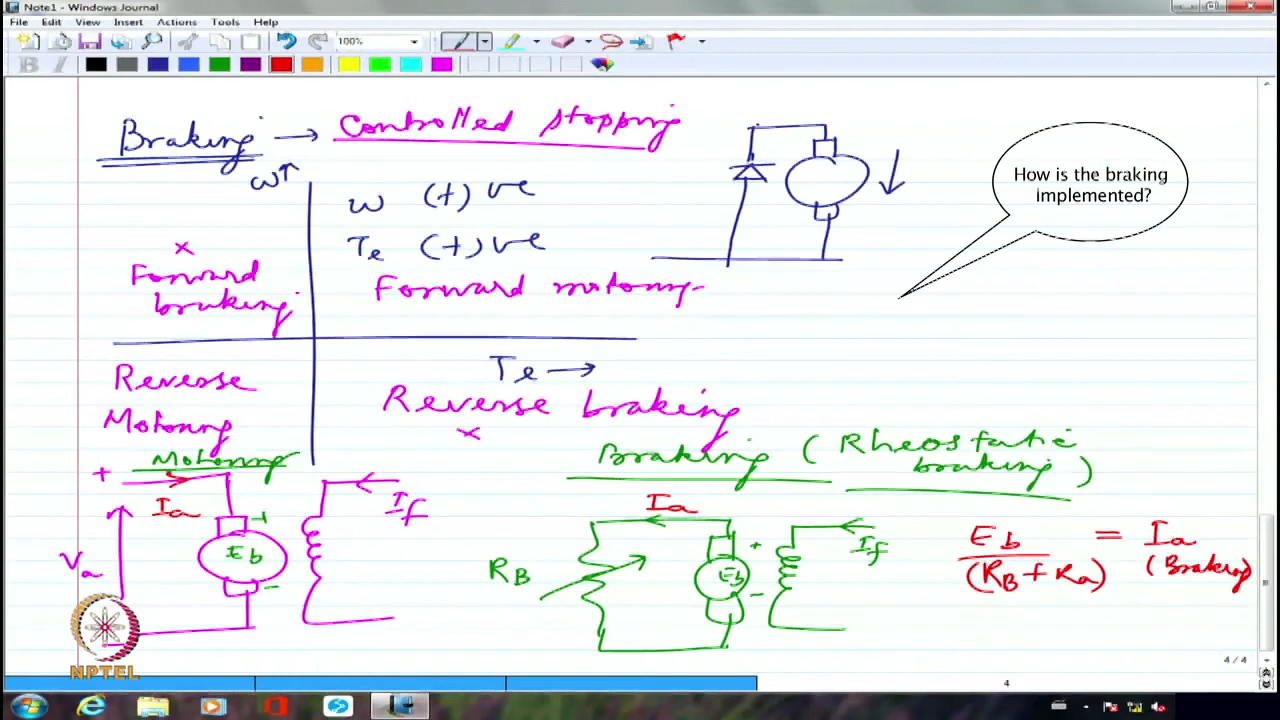 Note1 - Windows Journal
File Edit View Insert Actions Tools Help
100%
B I
Braking → Controlled stopping
ω↑
ω (+) ve
Te (+) ve
Forward motoring
×
Forward
braking
How is the braking
implemented?
Te →
Reverse
Motoring
Reverse braking
×
Motoring
Braking (Rheostatic
braking)
+
Ia
If
Va
+
Eb
-
Ia
RB
+
Eb
-
If
Eb = Ia
(RB + Ra) (Braking)
NPTEL
4 / 4
4